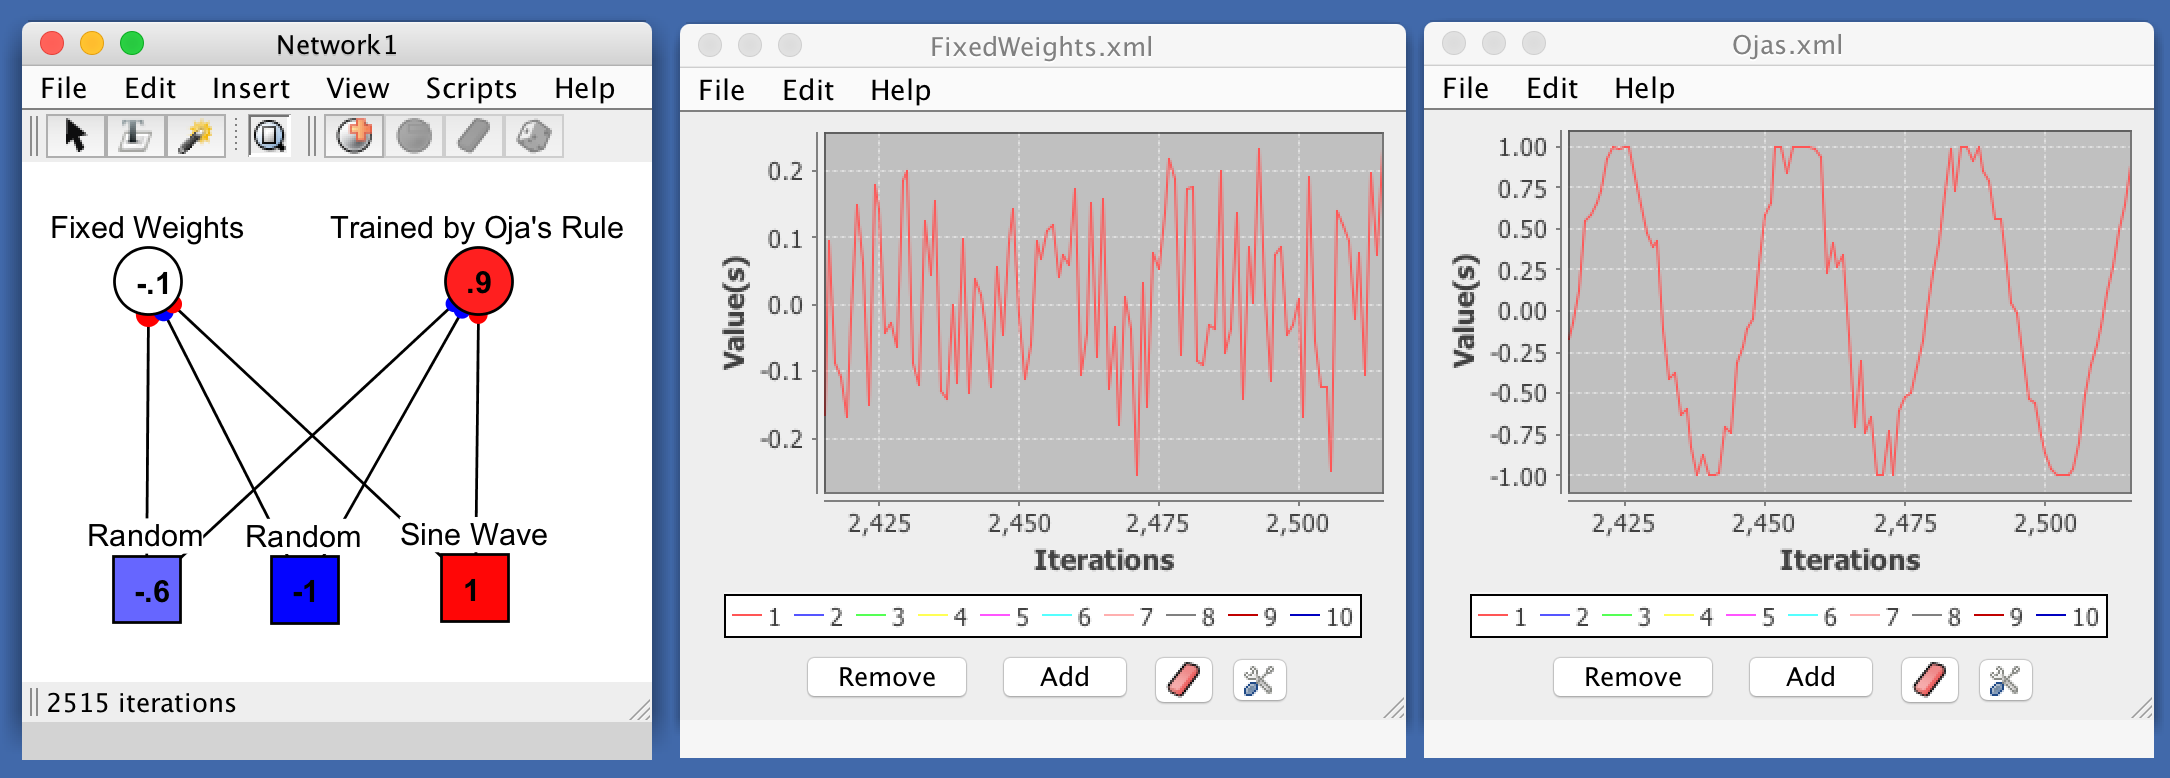 Network1
File Edit Insert View Scripts Help
Fixed Weights Trained by Oja's Rule
-.1 .9
Random Random Sine Wave
-.6 -1 1
2515 iterations
FixedWeights.xml
File Edit Help
0.2
0.1
0.0
-0.1
-0.2
Value(s)
2,425 2,450 2,475 2,500
Iterations
1 2 3 4 5 6 7 8 9 10
Remove Add
Ojas.xml
File Edit Help
1.00
0.75
0.50
0.25
0.00
-0.25
-0.50
-0.75
-1.00
Value(s)
2,425 2,450 2,475 2,500
Iterations
1 2 3 4 5 6 7 8 9 10
Remove Add